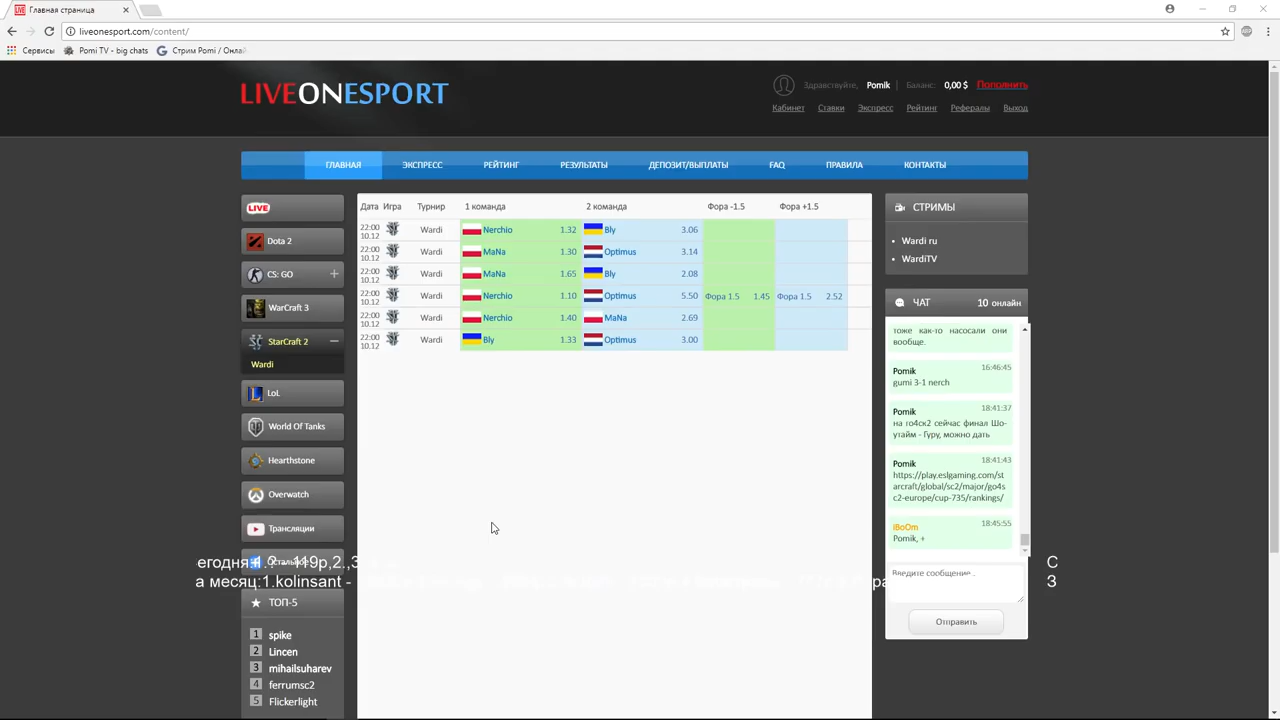 Главная страница
liveonesport.com/content/
Сервисы
Pomi TV - big chats
Стрим Pomi / Онла
LIVEONESPORT
Здравствуйте, Pomik | Баланс: 0,00 $ Пополнить
Кабинет Ставки Экспресс Рейтинг Рефералы Выход
ГЛАВНАЯ ЭКСПРЕСС РЕЙТИНГ РЕЗУЛЬТАТЫ ДЕПОЗИТ/ВЫПЛАТЫ FAQ ПРАВИЛА КОНТАКТЫ
LIVE
Dota 2
CS: GO
WarCraft 3
StarCraft 2
Wardi
LoL
World Of Tanks
Hearthstone
Overwatch
Трансляции
ТОП-5
1 spike
2 Lincen
3 mihailsuharev
4 ferrumsc2
5 Flickerlight
Дата Игра Турнир 1 команда 2 команда Фора -1.5 Фора +1.5
22:00 10.12 Wardi Nerchio 1.32 Bly 3.06
22:00 10.12 Wardi MaNa 1.30 Optimus 3.14
22:00 10.12 Wardi MaNa 1.65 Bly 2.08
22:00 10.12 Wardi Nerchio 1.10 Optimus 5.50 Фора 1.5 1.45 Фора 1.5 2.52
22:00 10.12 Wardi Nerchio 1.40 MaNa 2.69
22:00 10.12 Wardi Bly 1.33 Optimus 3.00
СТРИМЫ
Wardi ru
WardiTV
ЧАТ 10 онлайн
тоже как-то насосали они
вообще.
Pomik 16:46:45
gumi 3-1 nerch
Pomik 18:41:37
на го4ск2 сейчас финал Шо-
утайм - Гуру, можно дать
Pomik 18:41:43
https://play.eslgaming.com/st
arcraft/global/sc2/major/go4s
c2-europe/cup-735/rankings/
IBoOm 18:45:55
Pomik, +
Введите сообщение .
Отправить
егодня
С
а месяц:1.kolinsant -
З